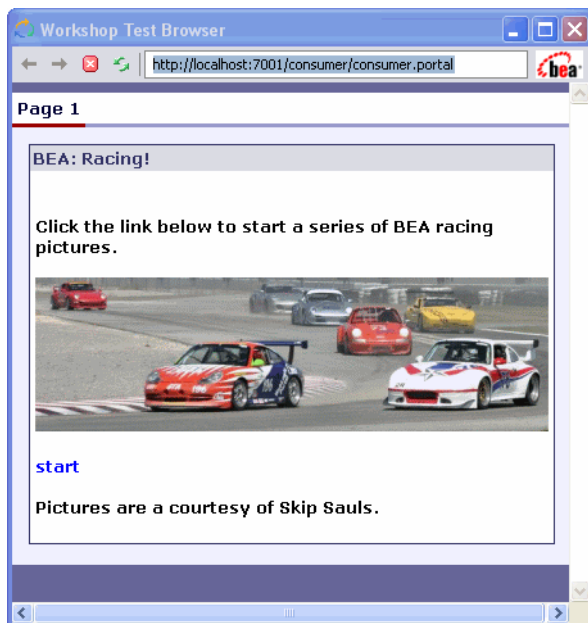 Workshop Test Browser
http://localhost:7001/consumer/consumer.portal
bea
Page 1
BEA: Racing!
Click the link below to start a series of BEA racing
pictures.
start
Pictures are a courtesy of Skip Sauls.